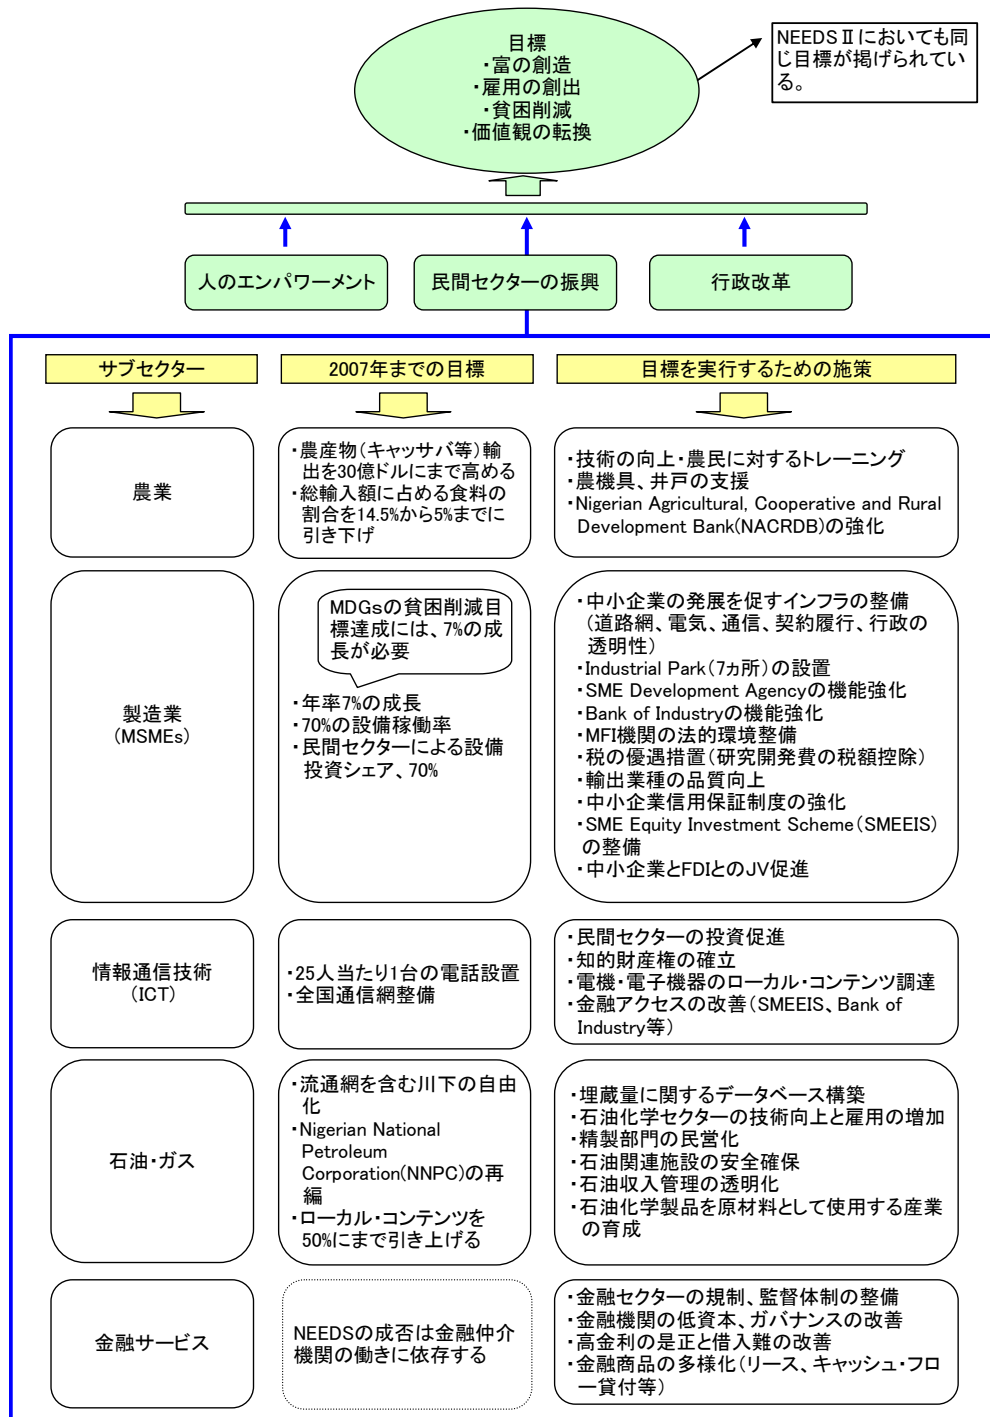 目標
・富の創造
・雇用の創出
・貧困削減
・価値観の転換
NEEDSⅡにおいても同
じ目標が掲げられてい
る。
人のエンパワーメント
民間セクターの振興
行政改革
サブセクター
2007年までの目標
目標を実行するための施策
農業
・農産物（キャッサバ等）輸
出を30億ドルにまで高める
・総輸入額に占める食料の
割合を14.5%から5%までに
引き下げ
・技術の向上・農民に対するトレーニング
・農機具、井戸の支援
・Nigerian Agricultural, Cooperative and Rural
Development Bank(NACRDB)の強化
製造業
（MSMEs）
MDGsの貧困削減目
標達成には、7%の成
長が必要
・年率7%の成長
・70%の設備稼働率
・民間セクターによる設備
投資シェア、70%
・中小企業の発展を促すインフラの整備
（道路網、電気、通信、契約履行、行政の
透明性）
・Industrial Park（7ヵ所）の設置
・SME Development Agencyの機能強化
・Bank of Industryの機能強化
・MFI機関の法的環境整備
・税の優遇措置（研究開発費の税額控除）
・輸出業種の品質向上
・中小企業信用保証制度の強化
・SME Equity Investment Scheme（SMEEIS）
の整備
・中小企業とFDIとのJV促進
情報通信技術
（ICT）
・25人当たり1台の電話設置
・全国通信網整備
・民間セクターの投資促進
・知的財産権の確立
・電機・電子機器のローカル・コンテンツ調達
・金融アクセスの改善（SMEEIS、Bank of
Industry等）
石油・ガス
・流通網を含む川下の自由
化
・Nigerian National
Petroleum
Corporation(NNPC)の再
編
・ローカル・コンテンツを
50%にまで引き上げる
・埋蔵量に関するデータベース構築
・石油化学セクターの技術向上と雇用の増加
・精製部門の民営化
・石油関連施設の安全確保
・石油収入管理の透明化
・石油化学製品を原材料として使用する産業
の育成
金融サービス
NEEDSの成否は金融仲介
機関の働きに依存する
・金融セクターの規制、監督体制の整備
・金融機関の低資本、ガバナンスの改善
・高金利の是正と借入難の改善
・金融商品の多様化（リース、キャッシュ・フロ
ー貸付等）